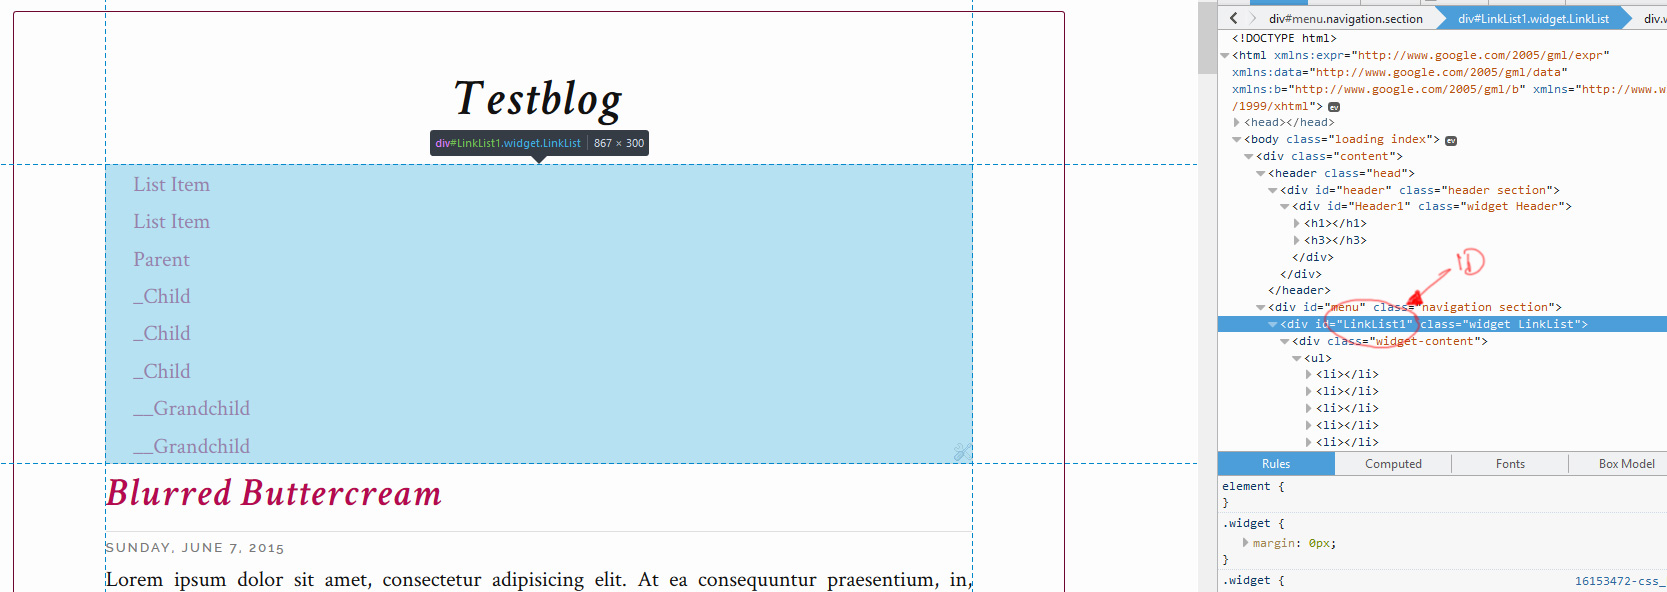 Testblog
div#LinkList1.widget.LinkList 867 × 300
List Item
List Item
Parent
_Child
_Child
_Child
__Grandchild
__Grandchild
Blurred Buttercream
SUNDAY, JUNE 7, 2015
Lorem ipsum dolor sit amet, consectetur adipisicing elit. At ea consequuntur praesentium, in,
div#menu.navigation.section div#LinkList1.widget.LinkList div.w
<!DOCTYPE html>
<html xmlns:expr="http://www.google.com/2005/gml/expr"
xmlns:data="http://www.google.com/2005/gml/data"
xmlns:b="http://www.google.com/2005/gml/b" xmlns="http://www.w
/1999/xhtml"> ev
<head></head>
<body class="loading index"> ev
<div class="content">
<header class="head">
<div id="header" class="header section">
<div id="Header1" class="widget Header">
<h1></h1>
<h3></h3>
</div>
</div>
</header>
ID
<div id="menu" class="navigation section">
<div id="LinkList1" class="widget LinkList">
<div class="widget-content">
<ul>
<li></li>
<li></li>
<li></li>
<li></li>
<li></li>
Rules Computed Fonts Box Model
element {
}
.widget {
margin: 0px;
}
.widget { 16153472-css_